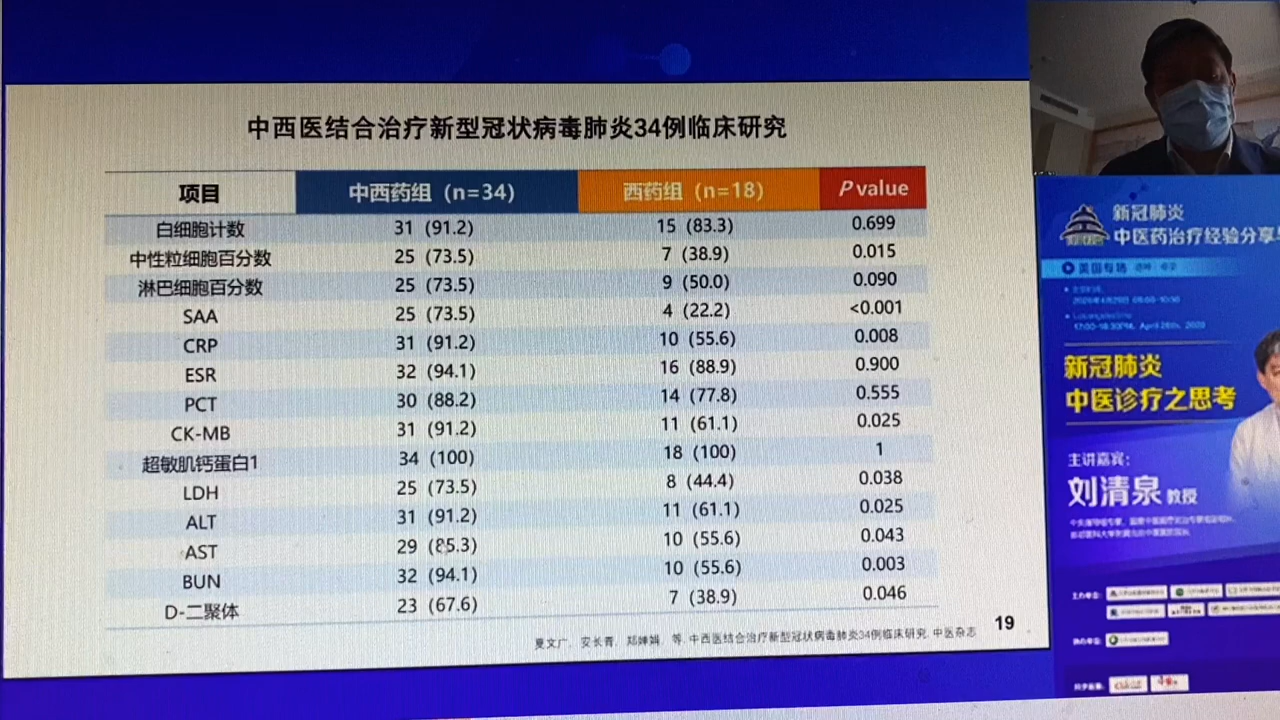 中西医结合治疗新型冠状病毒肺炎34例临床研究
项目 中西药组 (n=34) 西药组 (n=18) P value
白细胞计数 31 (91.2) 15 (83.3) 0.699
中性粒细胞百分数 25 (73.5) 7 (38.9) 0.015
淋巴细胞百分数 25 (73.5) 9 (50.0) 0.090
SAA 25 (73.5) 4 (22.2) <0.001
CRP 31 (91.2) 10 (55.6) 0.008
ESR 32 (94.1) 16 (88.9) 0.900
PCT 30 (88.2) 14 (77.8) 0.555
CK-MB 31 (91.2) 11 (61.1) 0.025
超敏肌钙蛋白1 34 (100) 18 (100) 1
LDH 25 (73.5) 8 (44.4) 0.038
ALT 31 (91.2) 11 (61.1) 0.025
AST 29 (85.3) 10 (55.6) 0.043
BUN 32 (94.1) 10 (55.6) 0.003
D-二聚体 23 (67.6) 7 (38.9) 0.046
夏文广, 安长青, 郑婵娟, 等. 中西医结合治疗新型冠状病毒肺炎34例临床研究. 中医杂志
19
新冠肺炎
中医药治疗经验分享
美国专场
17:00-18:30PM, April 28th, 2020
新冠肺炎
中医诊疗之思考
主讲嘉宾:
刘清泉 教授